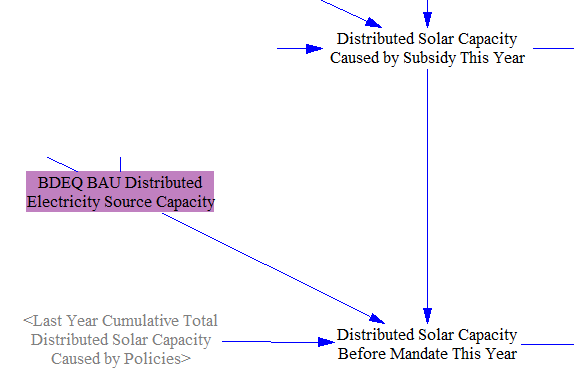 Distributed Solar Capacity
Caused by Subsidy This Year
BDEQ BAU Distributed
Electricity Source Capacity
<Last Year Cumulative Total
Distributed Solar Capacity
Caused by Policies>
Distributed Solar Capacity
Before Mandate This Year